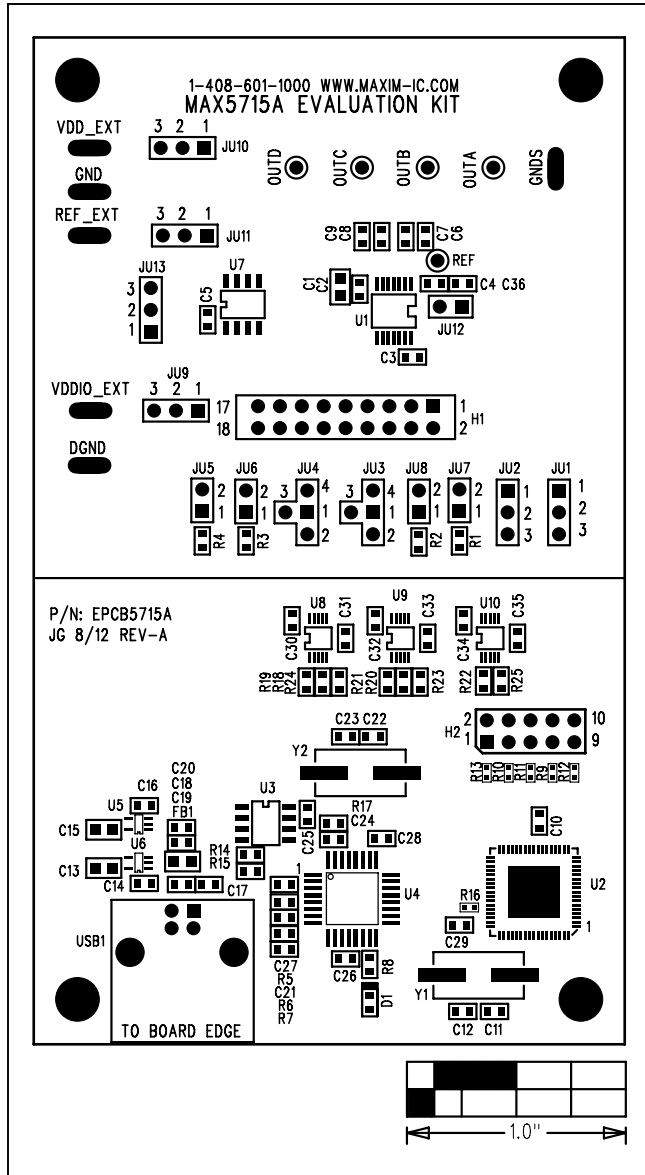 1-408-601-1000 WWW.MAXIM-IC.COM
MAX5715A EVALUATION KIT
VDD_EXT
3 2 1
JU10
GND
OUTD
OUTC
OUTB
OUTA
GNDS
REF_EXT
3 2 1
JU11
C9
C8
C7
C6
REF
JU13
3
2
1
U7
C5
C1
C2
U1
C4 C36
JU12
C3
JU9
VDDIO_EXT
3 2 1
17
18
1
2
H1
DGND
JU5
2
1
R4
JU6
2
1
R3
JU4
3
4
1
2
JU3
3
4
1
2
JU8
2
1
R2
JU7
2
1
R1
JU2
1
2
3
JU1
1
2
3
P/N: EPCB5715A
JG 8/12 REV-A
U8
C31
C30
U9
C33
C32
U10
C35
C34
R19
R18
R24
R21
R20
R23
R22
R25
C23 C22
Y2
H2
2
1
10
9
R13
R10
R11
R9
R12
C16
U5
C15
U6
C13
C14
C20
C18
C19
FB1
C17
U3
R14
R15
C25
R17
C24
C28
1
U4
C10
U2
1
R16
C29
USB1
C27
R5
C21
R6
R7
C26
R8
D1
Y1
C12 C11
TO BOARD EDGE
1.0"